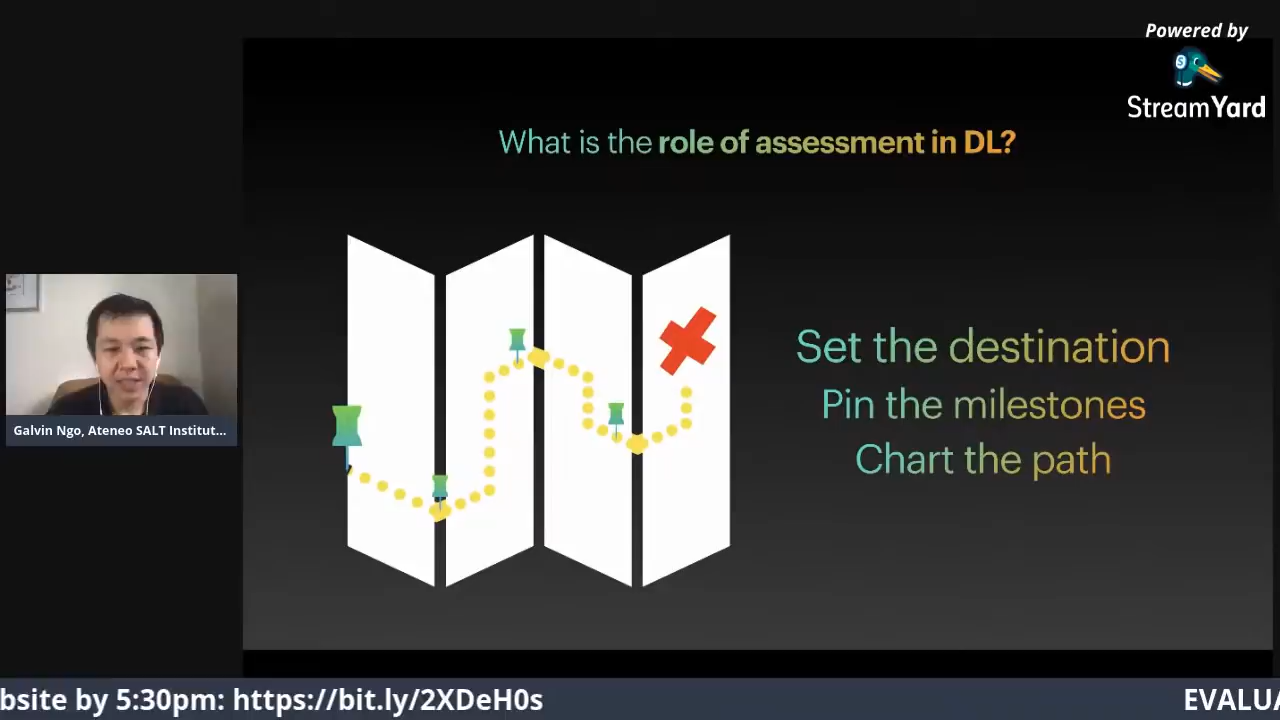 Powered by
StreamYard
What is the role of assessment in DL?
Set the destination
Pin the milestones
Chart the path
Galvin Ngo, Ateneo SALT Institut...
bsite by 5:30pm: https://bit.ly/2XDeH0s
EVALUA